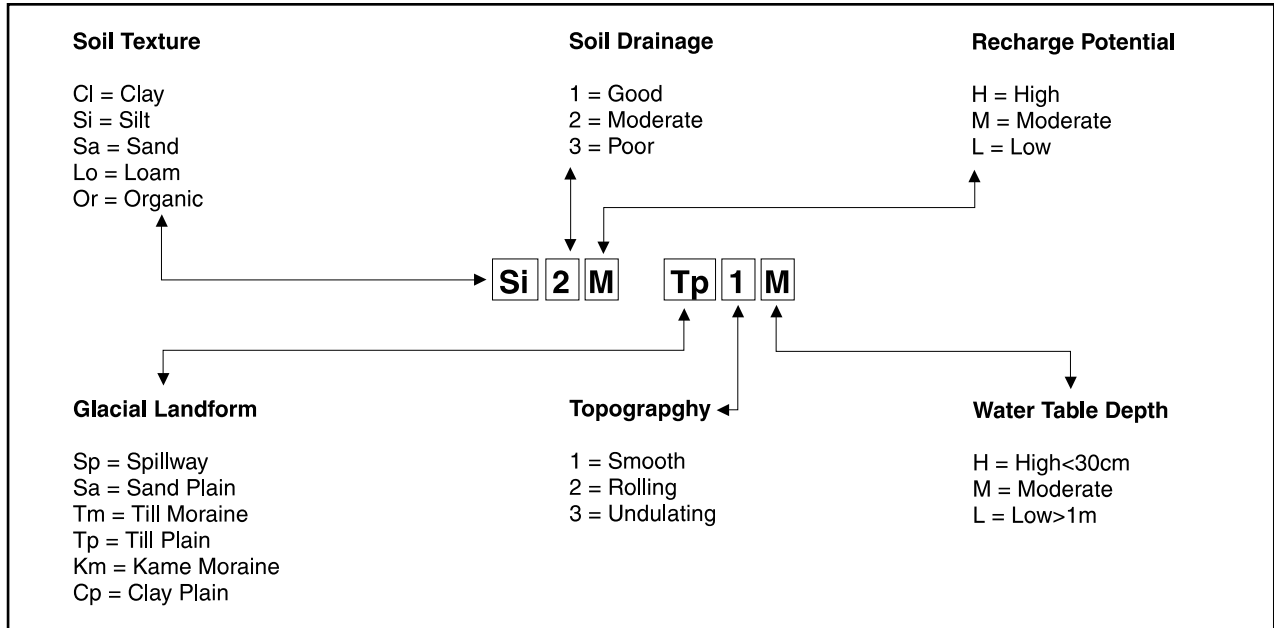 Soil Texture
Cl = Clay
Si = Silt
Sa = Sand
Lo = Loam
Or = Organic
Soil Drainage
1 = Good
2 = Moderate
3 = Poor
Recharge Potential
H = High
M = Moderate
L = Low
Si 2 M Tp 1 M
Glacial Landform
Sp = Spillway
Sa = Sand Plain
Tm = Till Moraine
Tp = Till Plain
Km = Kame Moraine
Cp = Clay Plain
Topograpghy
1 = Smooth
2 = Rolling
3 = Undulating
Water Table Depth
H = High<30cm
M = Moderate
L = Low>1m